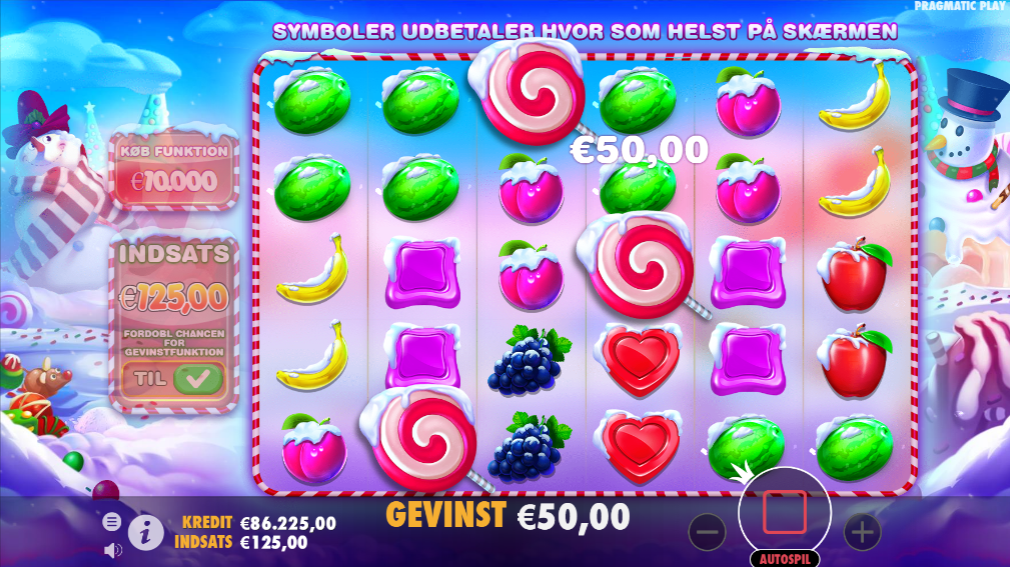 PRAGMATIC PLAY
SYMBOLER UDBETALER HVOR SOM HELST PÅ SKÆRMEN
KØB FUNKTION
€70.000
€50,00
INDSATS
€125,00
FORDOBL CHANCEN
FOR
GEVINSTFUNKTION
TIL
KREDIT €86.225,00
INDSATS €125,00
GEVINST €50,00
AUTOSPIL